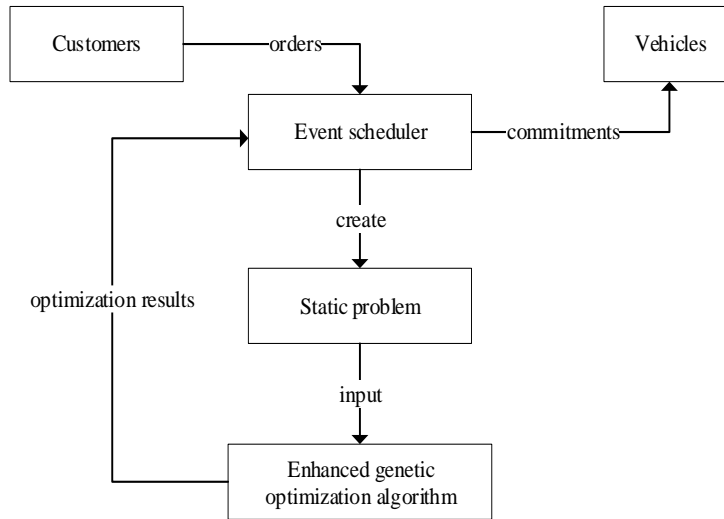 Customers
orders
Vehicles
Event scheduler
commitments
create
optimization results
Static problem
input
Enhanced genetic
optimization algorithm